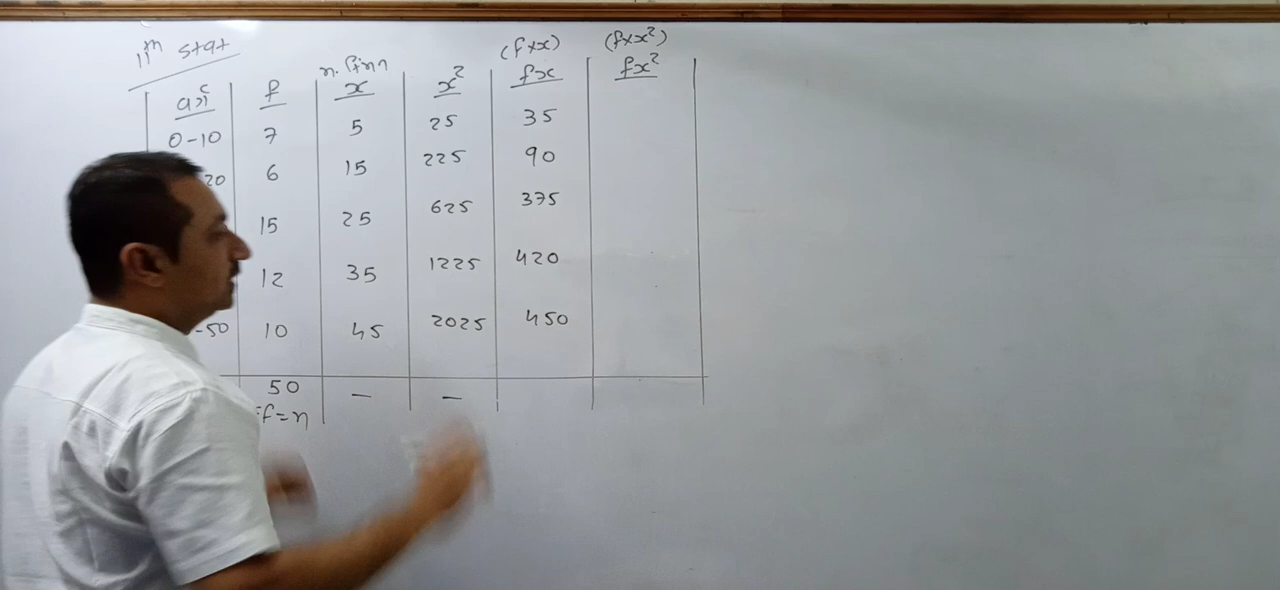 11th stat
(f×x) (f×x²)
f x x² fx fx²
0-10 7 5 25 35
20 6 15 225 90
15 25 625 375
12 35 1225 420
-50 10 45 2025 450
50 — —
f=n